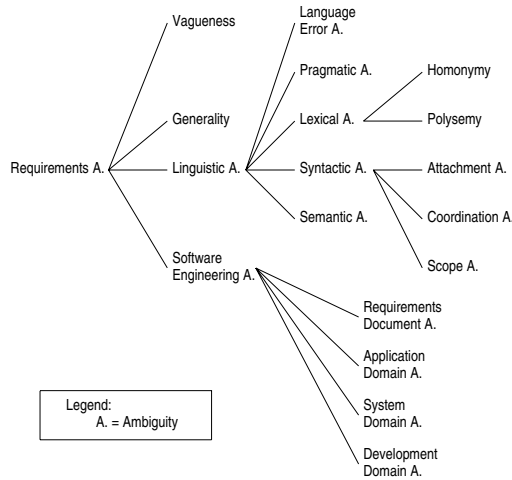 Language
Error A.
Vagueness
Pragmatic A.
Homonymy
Generality
Lexical A.
Polysemy
Requirements A.
Linguistic A.
Syntactic A.
Attachment A.
Semantic A.
Coordination A.
Software
Engineering A.
Scope A.
Requirements
Document A.
Application
Domain A.
System
Domain A.
Development
Domain A.
Legend:
A. = Ambiguity